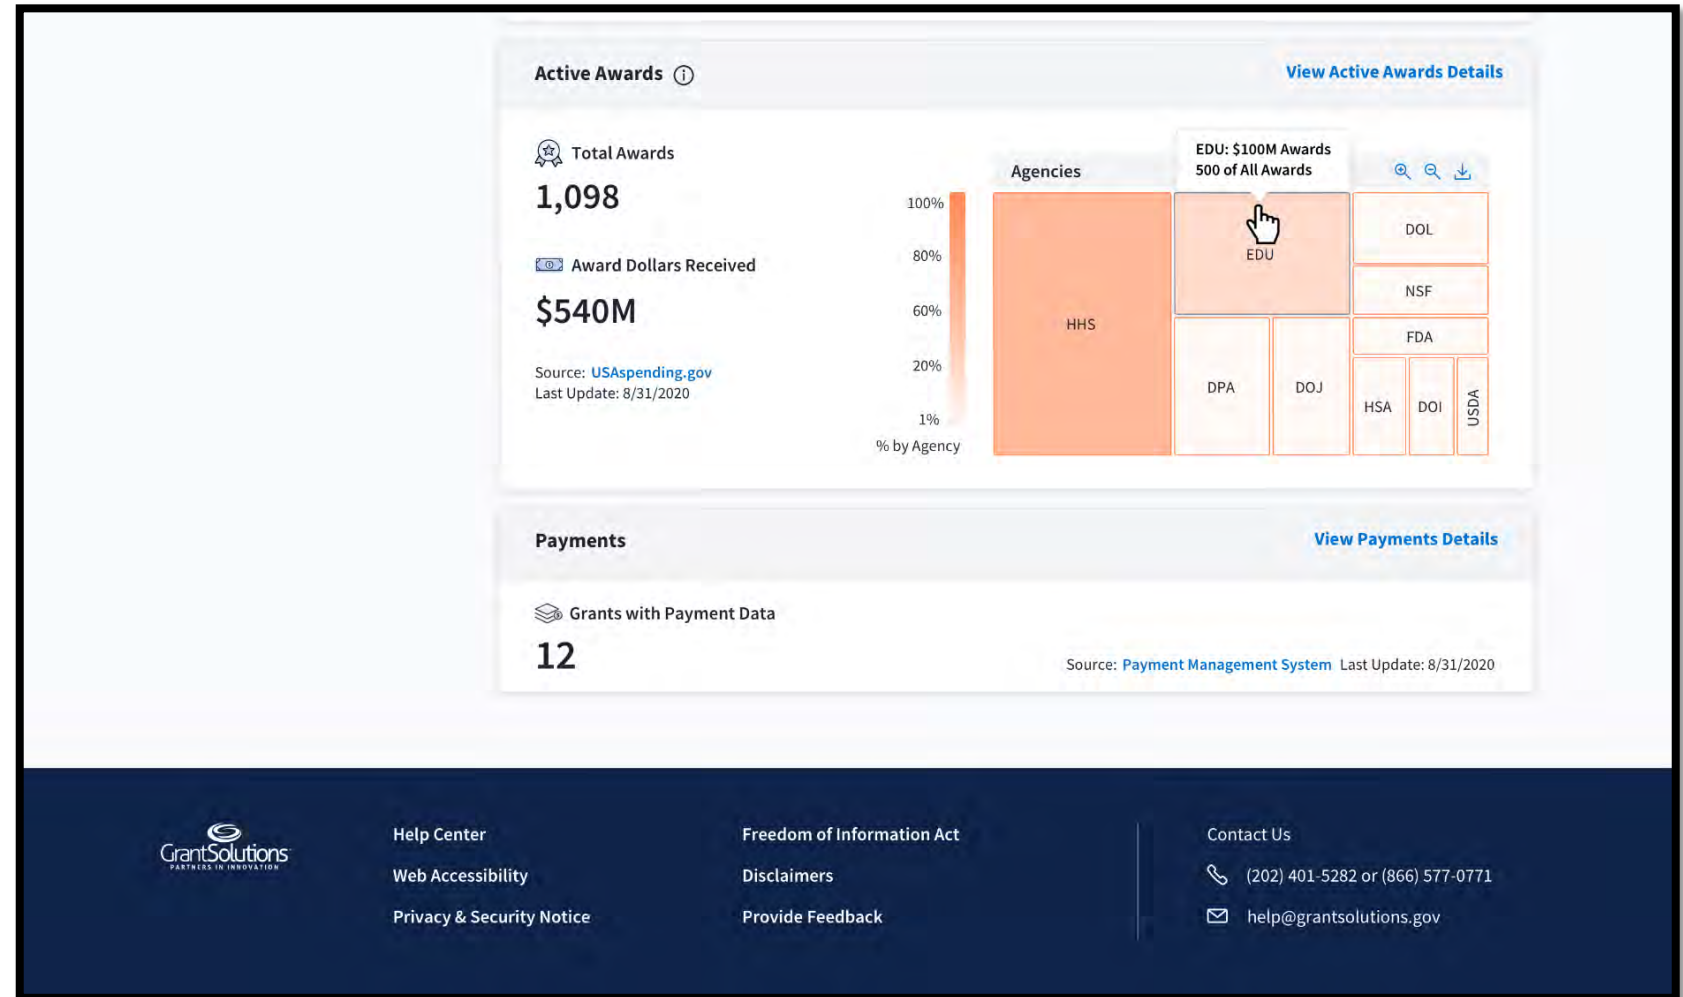 Active Awards
View Active Awards Details
Total Awards
1,098
Award Dollars Received
$540M
Source: USAspending.gov
Last Update: 8/31/2020
Agencies
EDU: $100M Awards
500 of All Awards
100%
80%
60%
20%
1%
% by Agency
HHS
EDU
DPA
DOJ
DOL
NSF
FDA
HSA
DOI
USDA
Payments
View Payments Details
Grants with Payment Data
12
Source: Payment Management System Last Update: 8/31/2020
GrantSolutions
PARTNERS IN INNOVATION
Help Center
Web Accessibility
Privacy & Security Notice
Freedom of Information Act
Disclaimers
Provide Feedback
Contact Us
(202) 401-5282 or (866) 577-0771
help@grantsolutions.gov